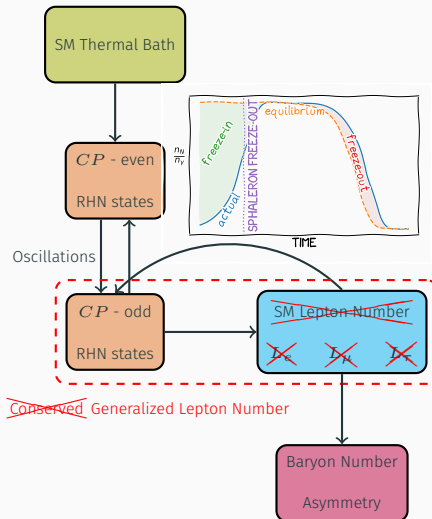 SM Thermal Bath
CP - even
RHN states
n_N
n_γ
freeze-in
actual
SPHALERON FREEZE-OUT
equilibrium
freeze-out
TIME
Oscillations
CP - odd
RHN states
SM Lepton Number
L_e L_μ L_τ
Conserved Generalized Lepton Number
Baryon Number
Asymmetry